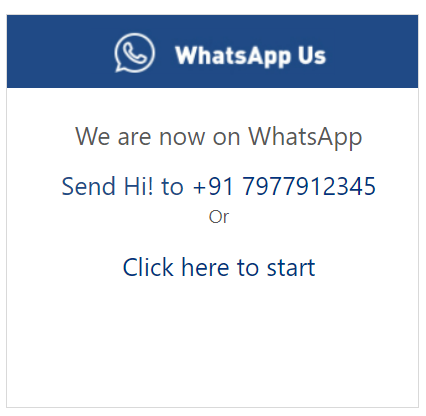 WhatsApp Us
We are now on WhatsApp
Send Hi! to +91 7977912345
Or
Click here to start